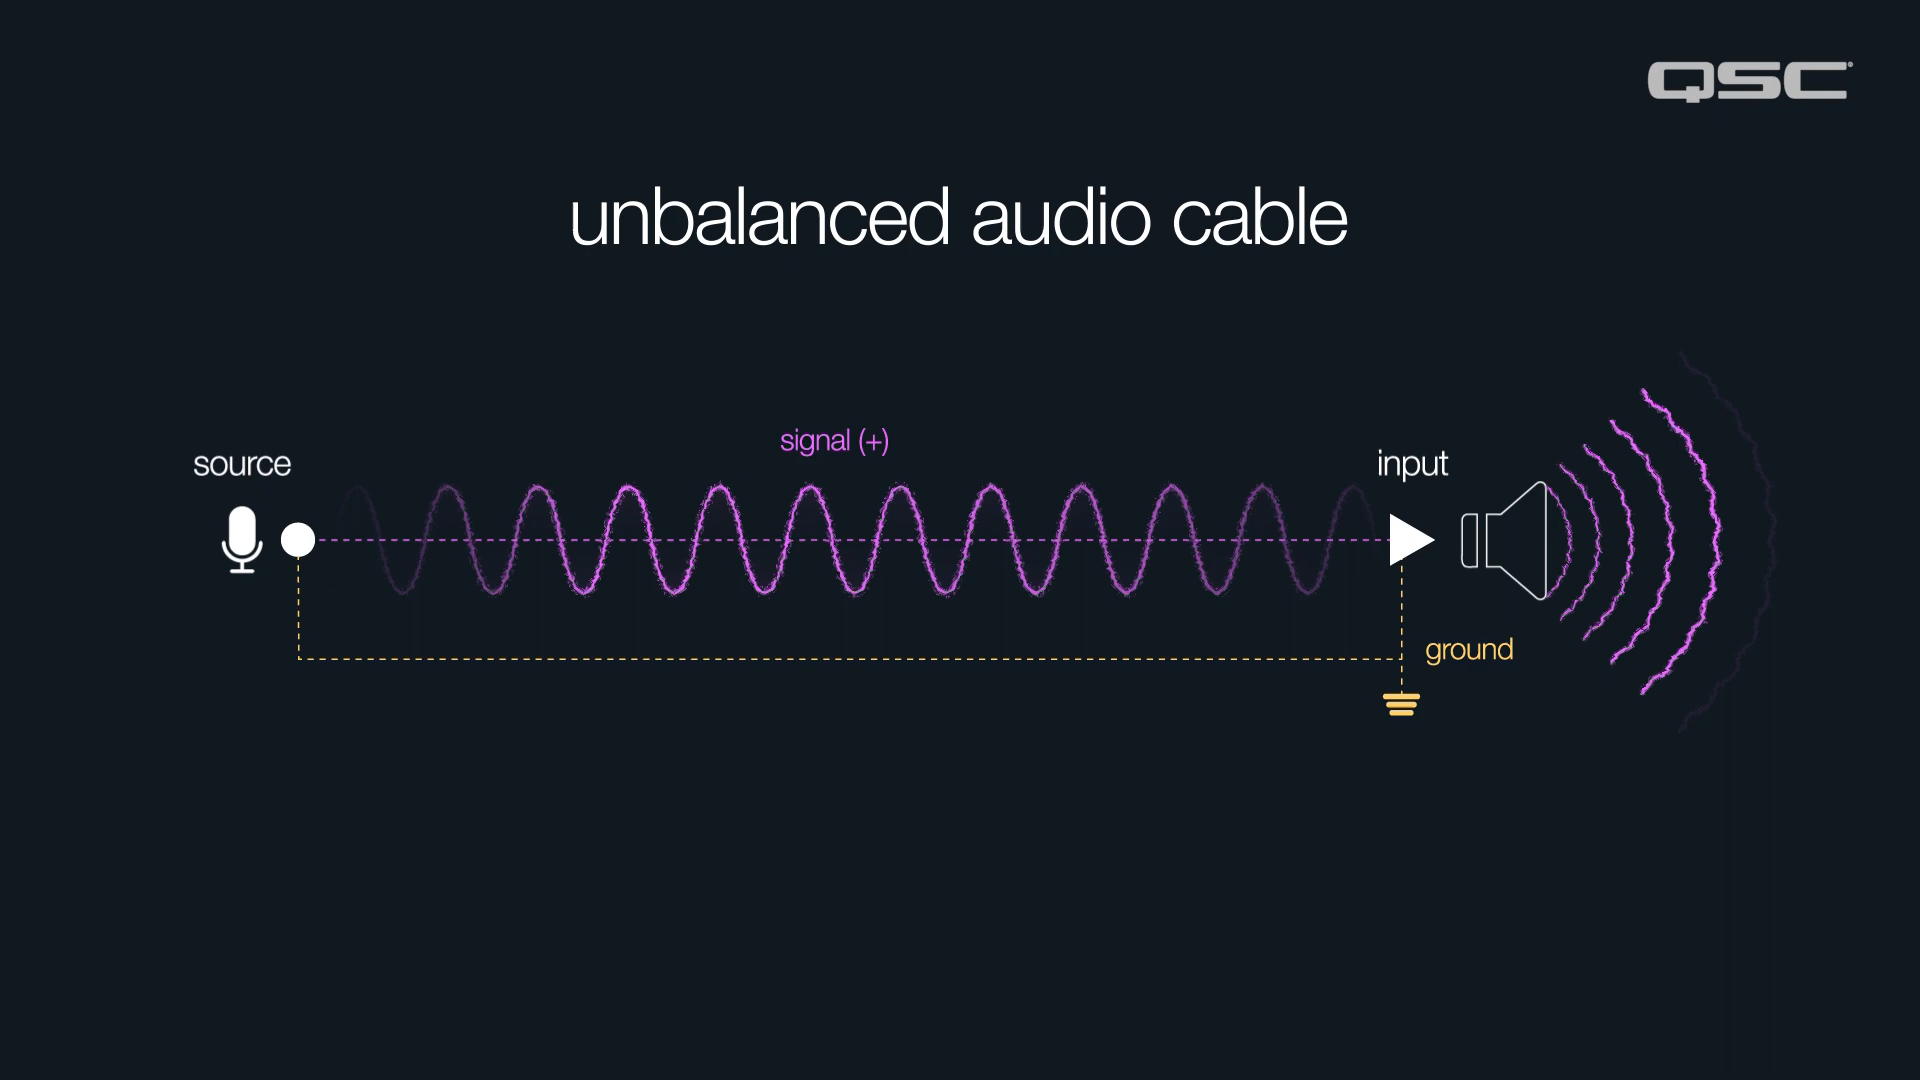 QSC
unbalanced audio cable
signal (+)
source
input
ground